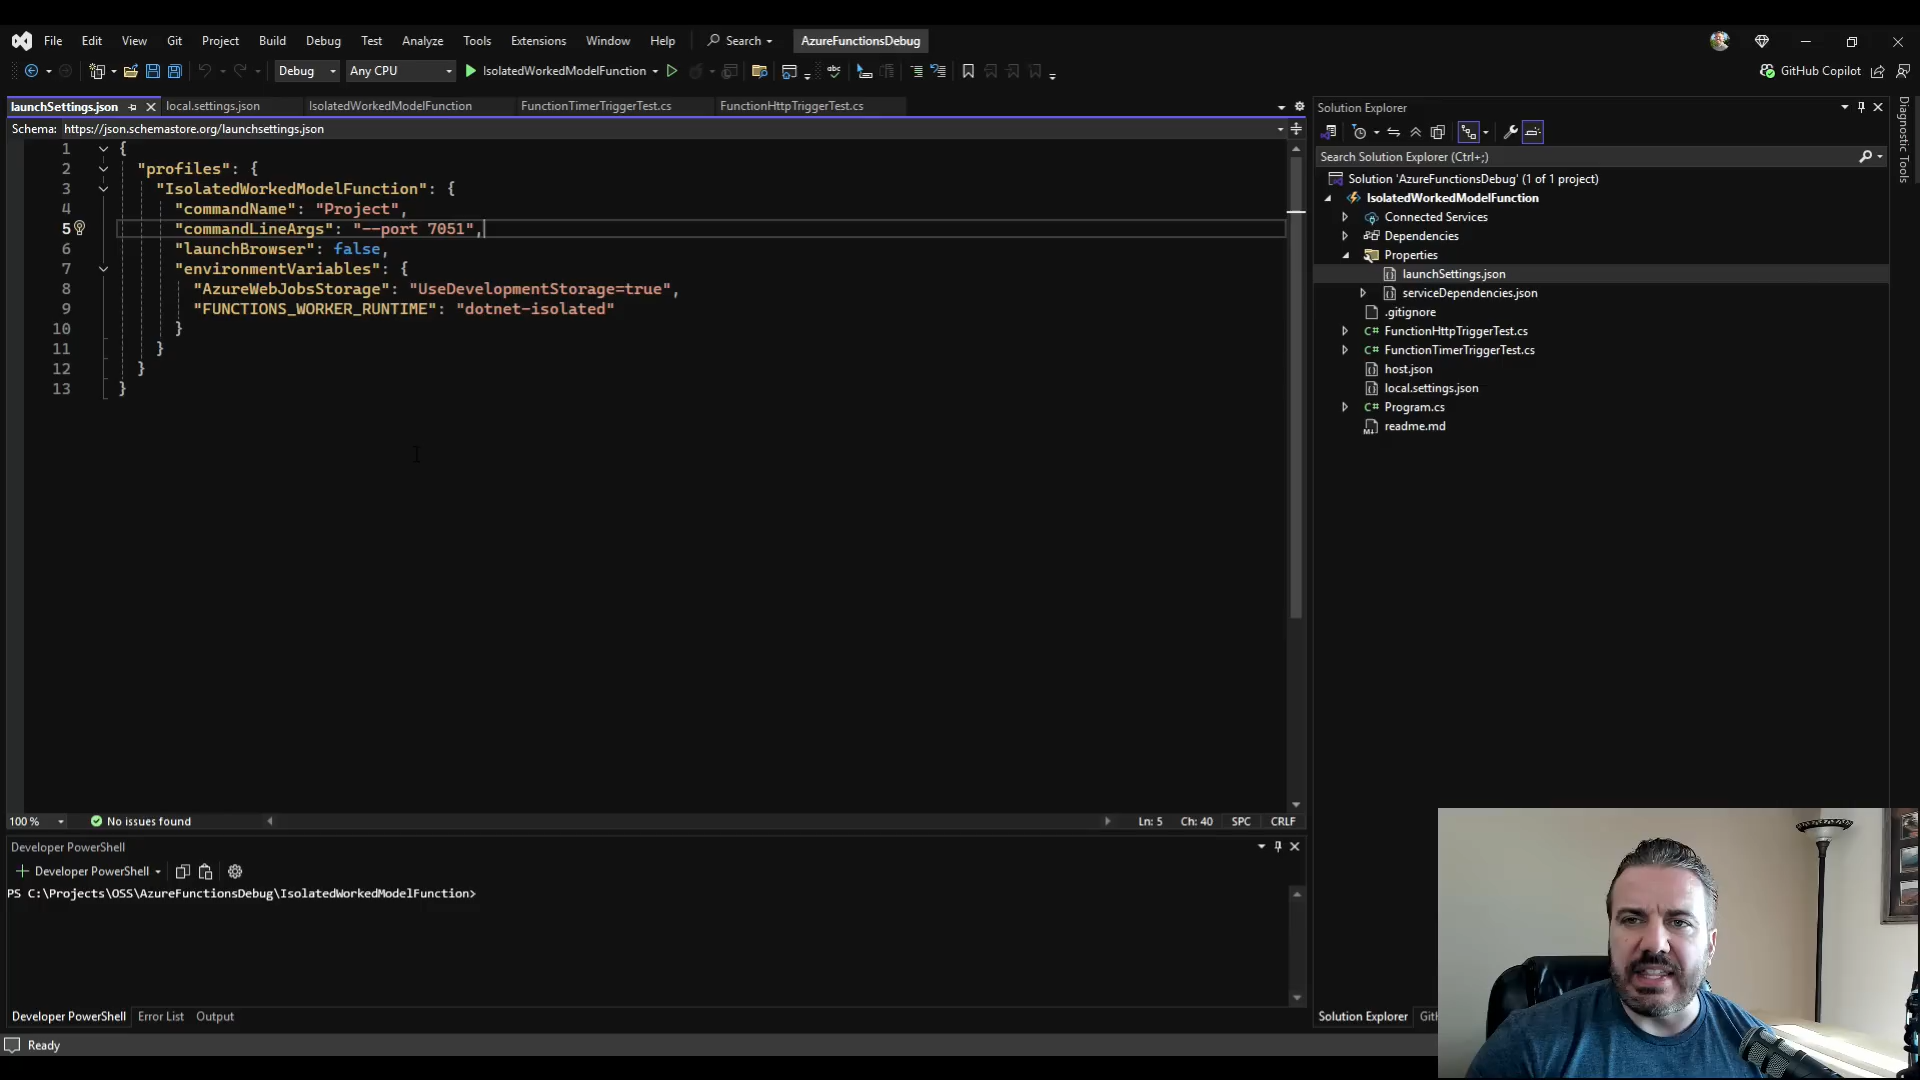 File Edit View Git Project Build Debug Test Analyze Tools Extensions Window Help Search AzureFunctionsDebug
Debug Any CPU IsolatedWorkedModelFunction GitHub Copilot
launchSettings.json local.settings.json IsolatedWorkedModelFunction FunctionTimerTriggerTest.cs FunctionHttpTriggerTest.cs
Schema: https://json.schemastore.org/launchsettings.json
1 {
2 "profiles": {
3 "IsolatedWorkedModelFunction": {
4 "commandName": "Project",
5 "commandLineArgs": "--port 7051",
6 "launchBrowser": false,
7 "environmentVariables": {
8 "AzureWebJobsStorage": "UseDevelopmentStorage=true",
9 "FUNCTIONS_WORKER_RUNTIME": "dotnet-isolated"
10 }
11 }
12 }
13 }
100 % No issues found Ln: 5 Ch: 40 SPC CRLF
Developer PowerShell
Developer PowerShell
PS C:\Projects\OSS\AzureFunctionsDebug\IsolatedWorkedModelFunction>
Developer PowerShell Error List Output
Ready
Solution Explorer
Search Solution Explorer (Ctrl+;)
Solution 'AzureFunctionsDebug' (1 of 1 project)
IsolatedWorkedModelFunction
Connected Services
Dependencies
Properties
launchSettings.json
serviceDependencies.json
.gitignore
FunctionHttpTriggerTest.cs
FunctionTimerTriggerTest.cs
host.json
local.settings.json
Program.cs
readme.md
Solution Explorer
Diagnostic Tools